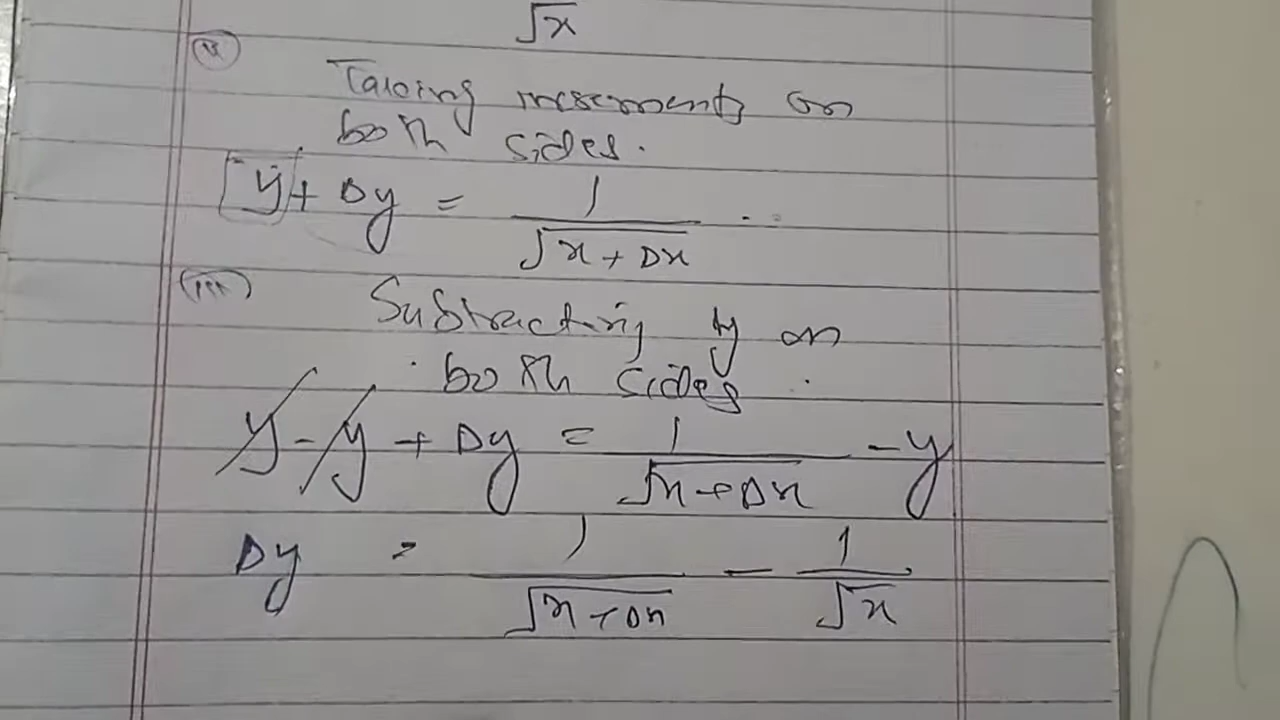 √x
(ii)
Taking increments on
both sides.
y + Δy = 1/√x + Δx
(iii) Subtracting y on
both sides.
y - y + Δy = 1/√x + Δx - y
Δy = 1/√x + Δx - 1/√x